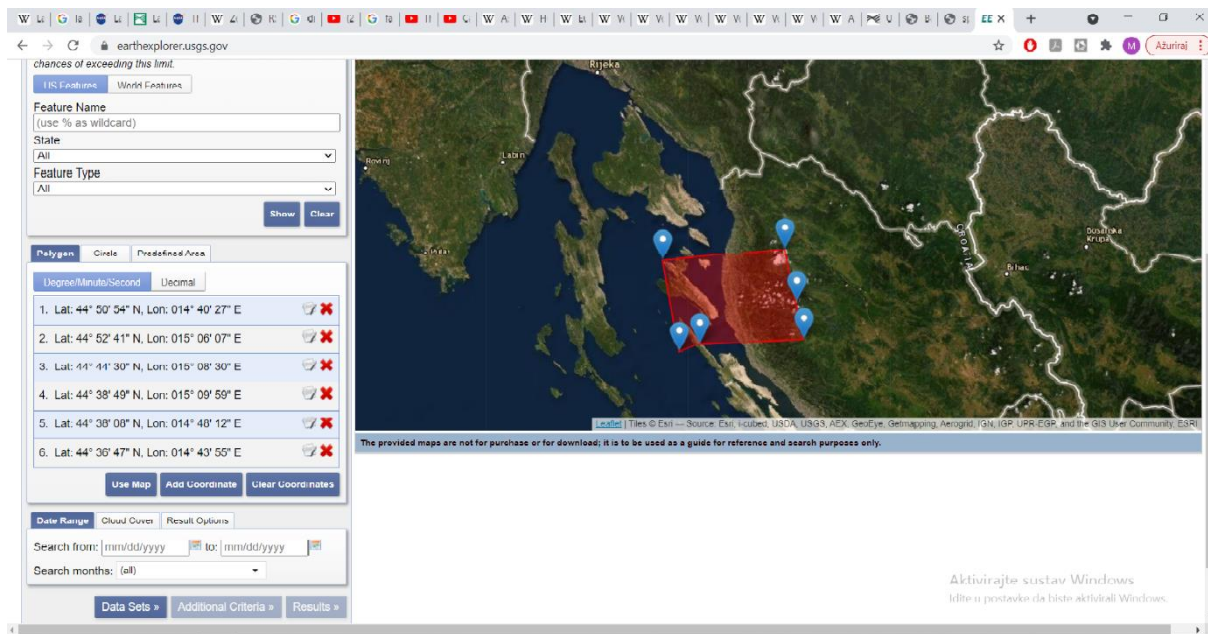 earthexplorer.usgs.gov
Ažuriraj
chances of exceeding this limit.
US Features World Features
Feature Name
(use % as wildcard)
State
All
Feature Type
All
Show Clear
Polygon Circle Predefined Area
Degree/Minute/Second Decimal
1. Lat: 44° 50' 54" N, Lon: 014° 40' 27" E
2. Lat: 44° 52' 41" N, Lon: 015° 06' 07" E
3. Lat: 44° 44' 30" N, Lon: 015° 08' 30" E
4. Lat: 44° 38' 49" N, Lon: 015° 09' 59" E
5. Lat: 44° 38' 08" N, Lon: 014° 48' 12" E
6. Lat: 44° 36' 47" N, Lon: 014° 43' 55" E
Use Map Add Coordinate Clear Coordinates
Date Range Cloud Cover Result Options
Search from: mm/dd/yyyy to: mm/dd/yyyy
Search months: (all)
Data Sets » Additional Criteria » Results »
Rijeka
Labin
Rovinj
CROATIA
Bosanska
Krupa
Bihac
Leaflet | Tiles © Esri — Source: Esri, i-cubed, USDA, USGS, AEX, GeoEye, Getmapping, Aerogrid, IGN, IGP, UPR-EGP, and the GIS User Community, ESRI
The provided maps are not for purchase or for download; it is to be used as a guide for reference and search purposes only.
Aktivirajte sustav Windows
Idite u postavke da biste aktivirali Windows.